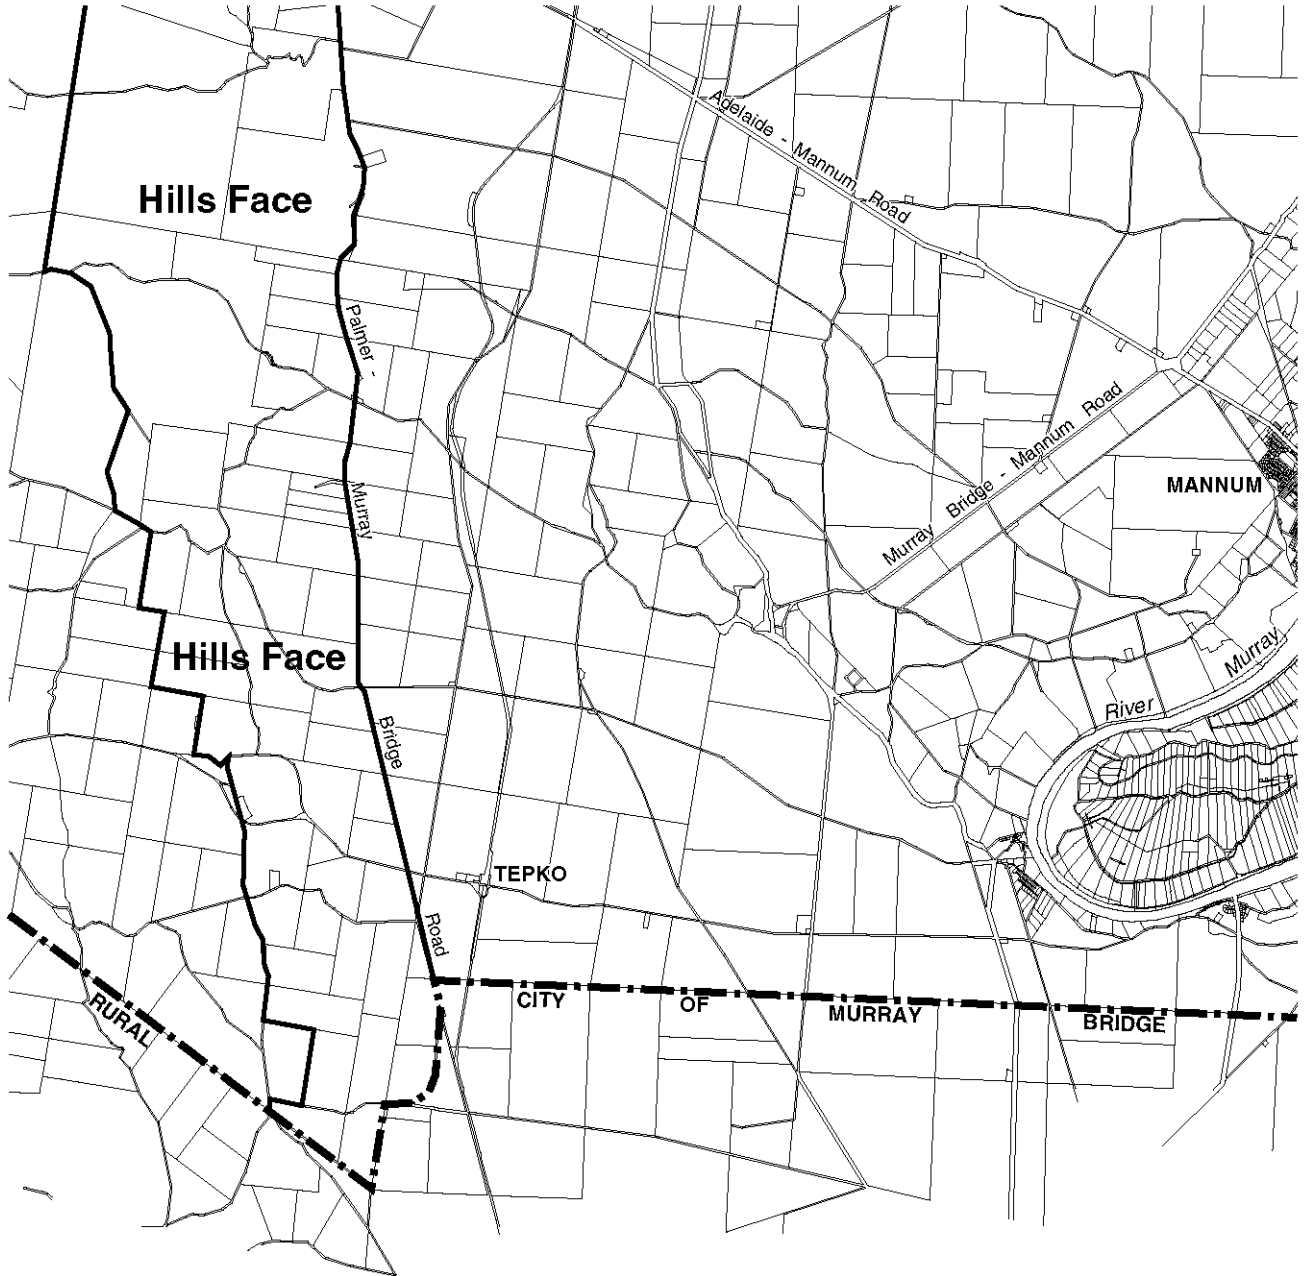 Adelaide - Mannum Road
Hills Face
Palmer -
Murray Bridge - Mannum Road
MANNUM
Murray
Hills Face
River Murray
Bridge
TEPKO
Road
RURAL CITY OF MURRAY BRIDGE